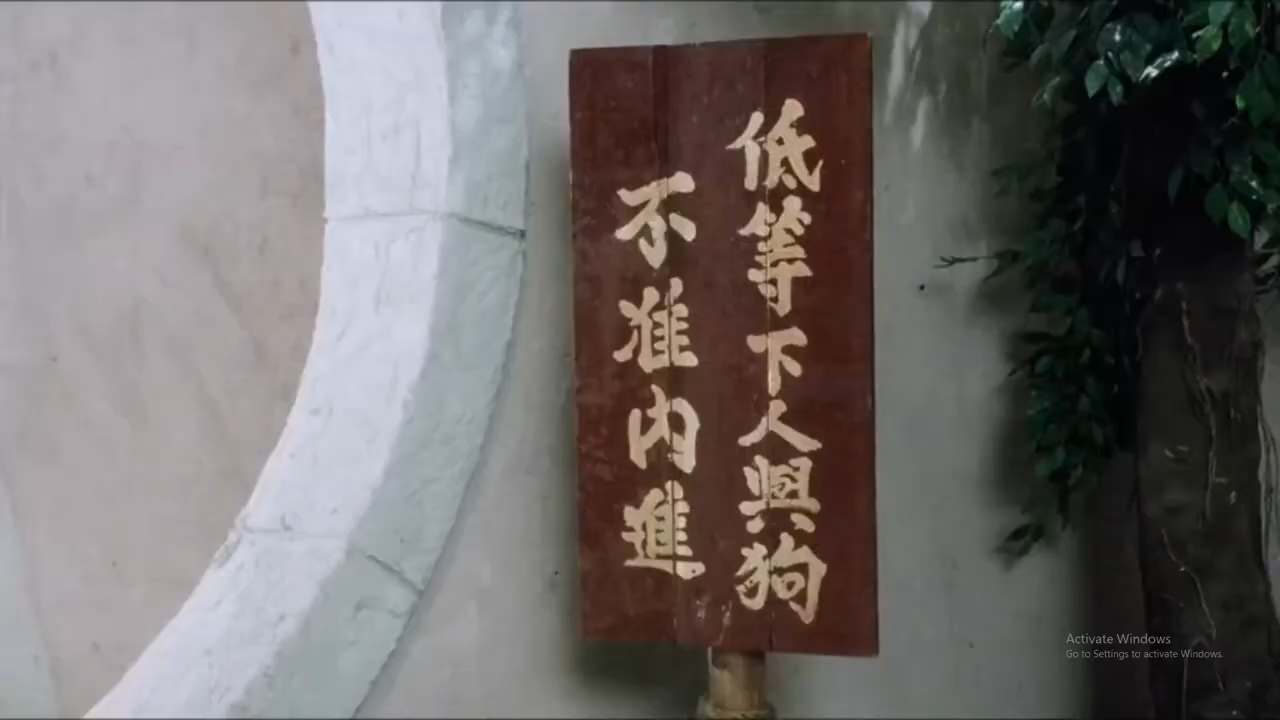 低等下人與狗
不准內進
Activate Windows
Go to Settings to activate Windows.